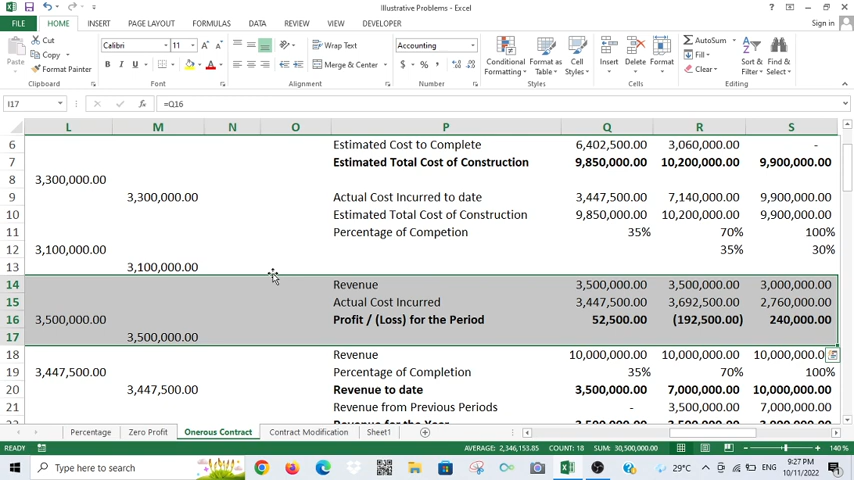 Illustrative Problems - Excel
Sign in
FILE HOME INSERT PAGE LAYOUT FORMULAS DATA REVIEW VIEW DEVELOPER
Cut
Copy
Format Painter
Paste
Clipboard
Calibri 11
B I U
Font
Wrap Text
Merge & Center
Alignment
Accounting
$ % ,
Number
Conditional Formatting
Format as Table
Cell Styles
Styles
Insert Delete Format
Cells
AutoSum
Fill
Clear
Sort & Filter
Find & Select
Editing
I17 fx =Q16
L M N O P Q R S
6 Estimated Cost to Complete 6,402,500.00 3,060,000.00 -
7 Estimated Total Cost of Construction 9,850,000.00 10,200,000.00 9,900,000.00
8 3,300,000.00
9 3,300,000.00 Actual Cost Incurred to date 3,447,500.00 7,140,000.00 9,900,000.00
10 Estimated Total Cost of Construction 9,850,000.00 10,200,000.00 9,900,000.00
11 Percentage of Competion 35% 70% 100%
12 3,100,000.00 35% 30%
13 3,100,000.00
14 Revenue 3,500,000.00 3,500,000.00 3,000,000.00
15 Actual Cost Incurred 3,447,500.00 3,692,500.00 2,760,000.00
16 3,500,000.00 Profit / (Loss) for the Period 52,500.00 (192,500.00) 240,000.00
17 3,500,000.00
18 Revenue 10,000,000.00 10,000,000.00 10,000,000.00
19 3,447,500.00 Percentage of Completion 35% 70% 100%
20 3,447,500.00 Revenue to date 3,500,000.00 7,000,000.00 10,000,000.00
21 Revenue from Previous Periods - 3,500,000.00 7,000,000.00
Percentage Zero Profit Onerous Contract Contract Modification Sheet1
READY AVERAGE: 2,346,153.85 COUNT: 18 SUM: 30,500,000.00 140 %
Type here to search
29°C ENG 9:27 PM
10/11/2022